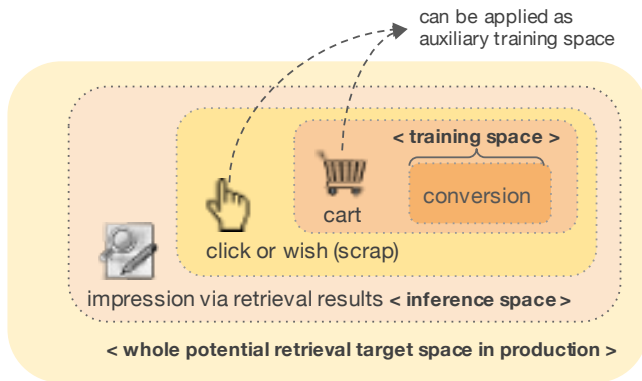 can be applied as
auxiliary training space
< training space >
conversion
cart
click or wish (scrap)
impression via retrieval results < inference space >
< whole potential retrieval target space in production >